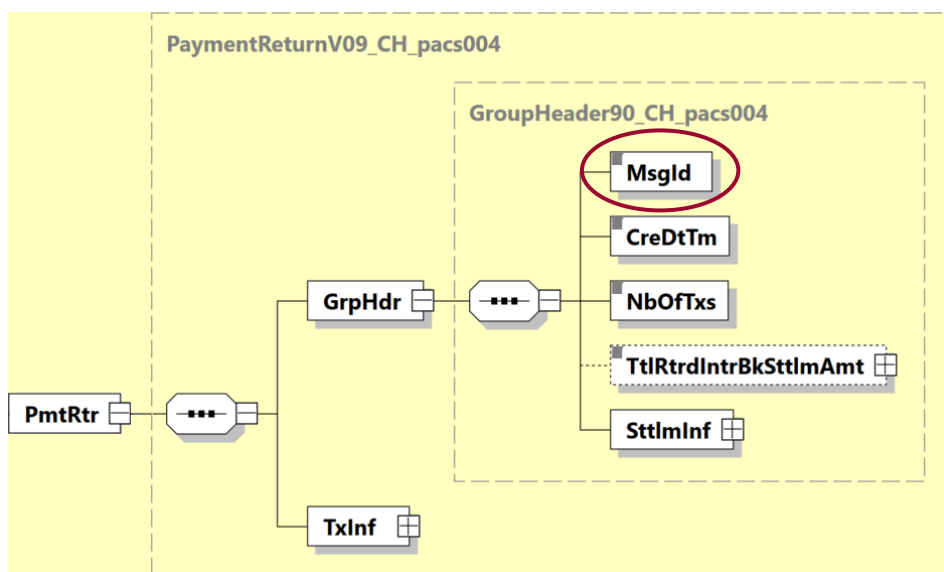 PaymentReturnV09_CH_pacs004
GroupHeader90_CH_pacs004
MsgId
CreDtTm
GrpHdr
NbOfTxs
TtlRtrdIntrBkSttlmAmt
PmtRtr
SttlmInf
TxInf